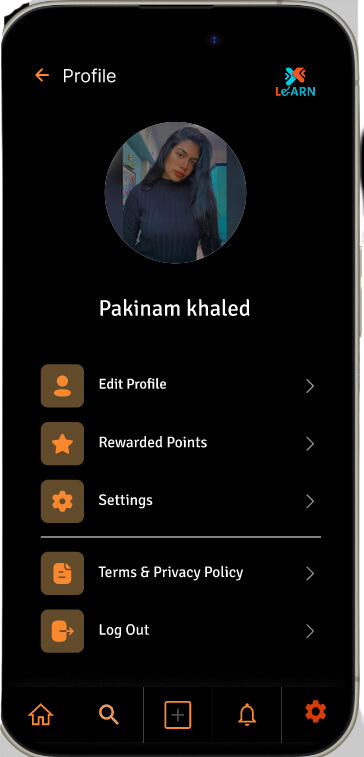 Profile
LeARN
Pakinam khaled
Edit Profile
Rewarded Points
Settings
Terms & Privacy Policy
Log Out